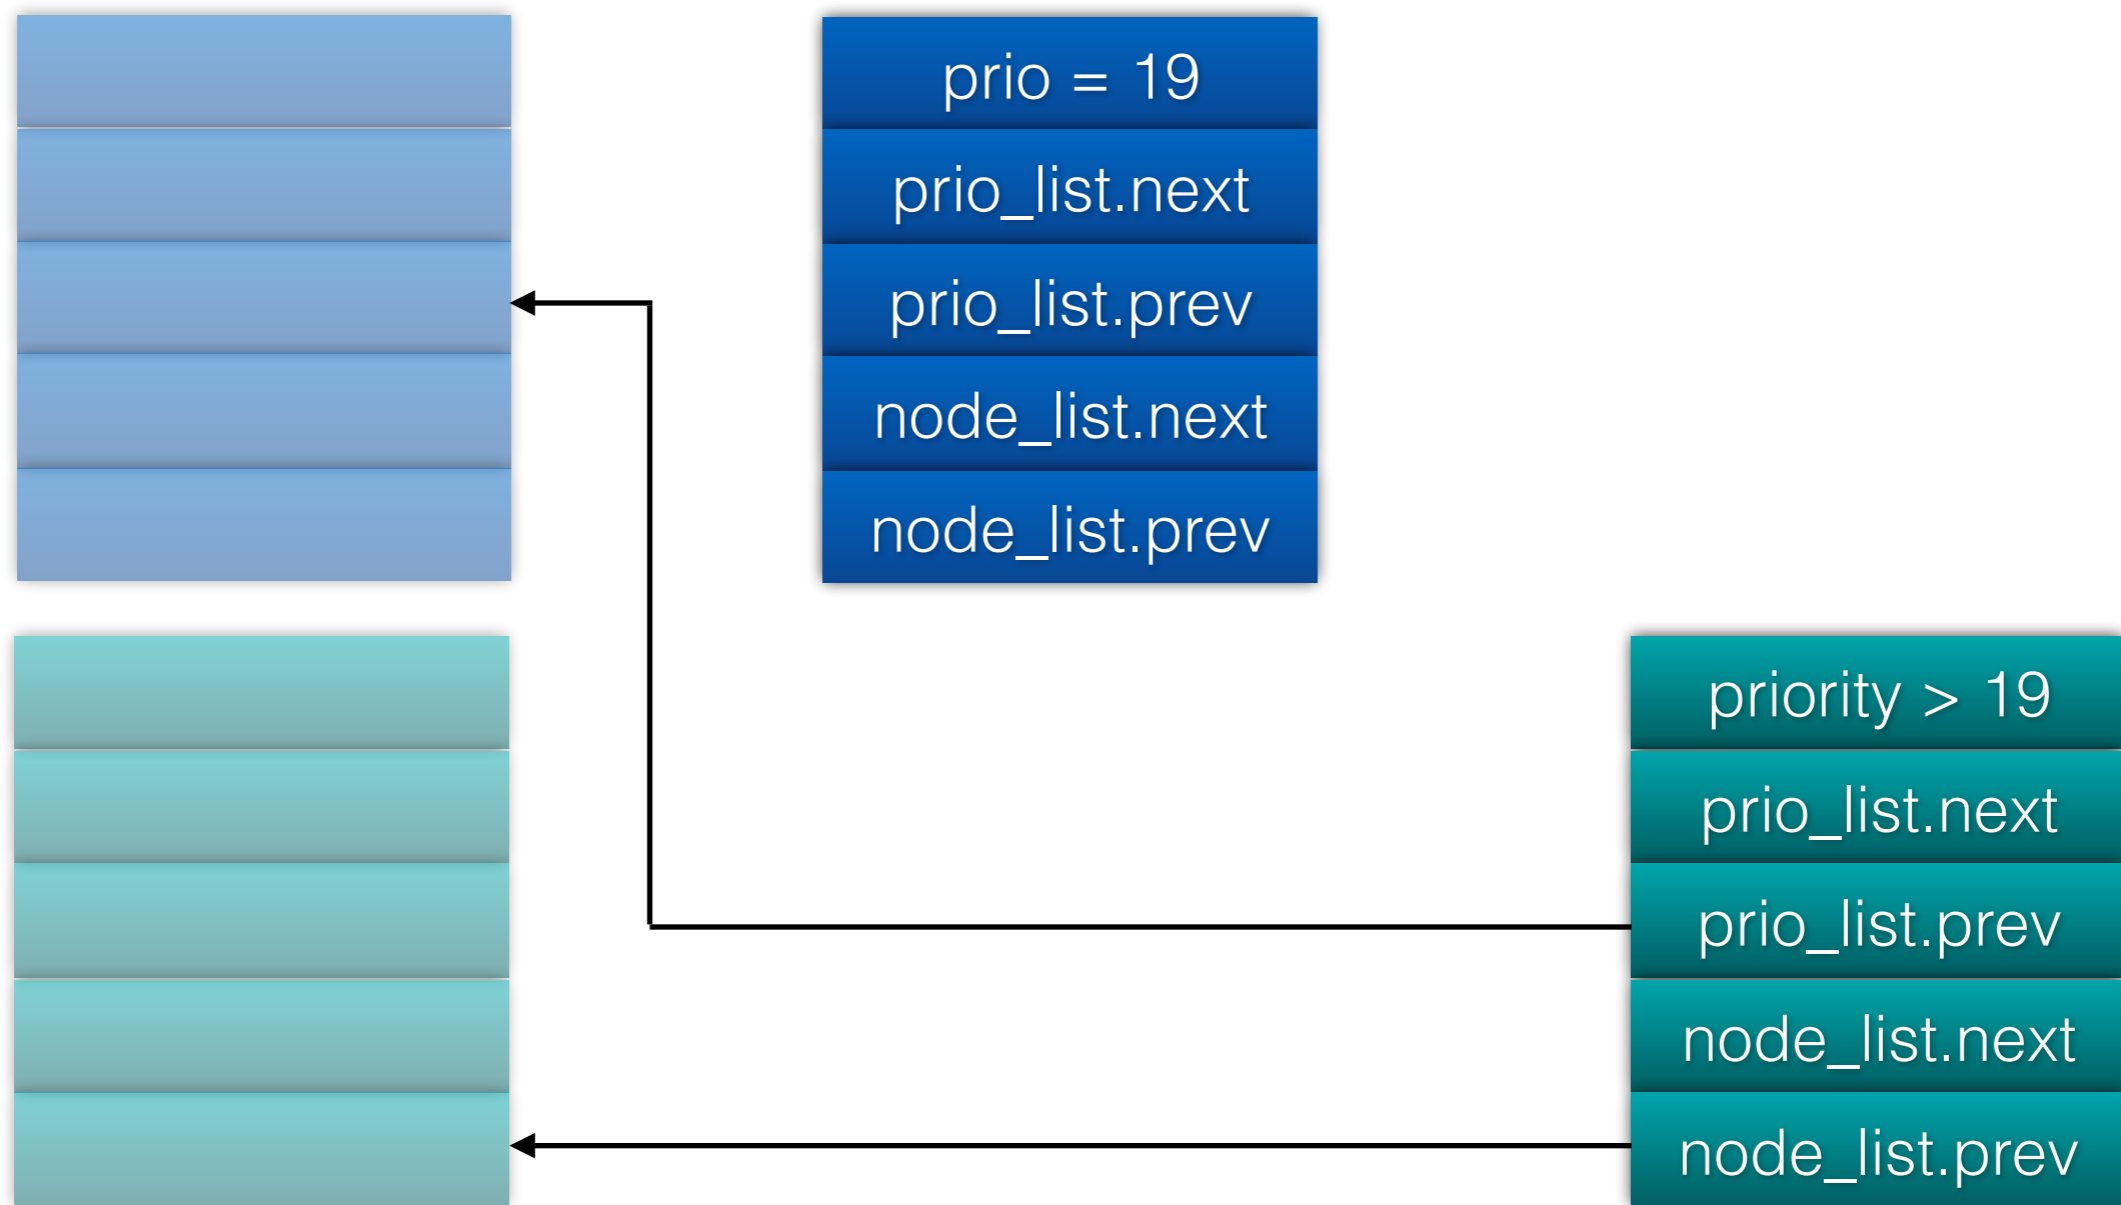 prio = 19
prio_list.next
prio_list.prev
node_list.next
node_list.prev
priority > 19
prio_list.next
prio_list.prev
node_list.next
node_list.prev